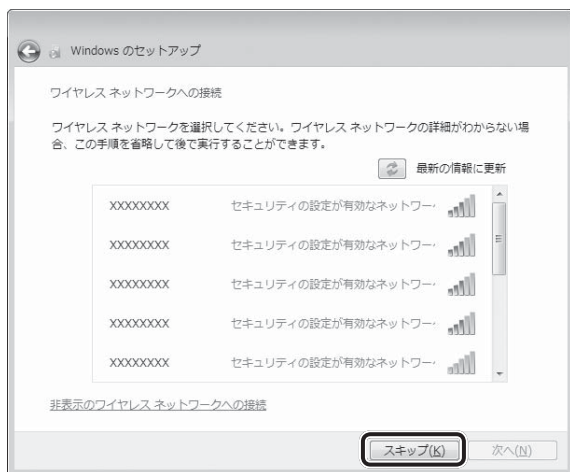 Windows のセットアップ
ワイヤレス ネットワークへの接続
ワイヤレス ネットワークを選択してください。ワイヤレス ネットワークの詳細がわからない場
合、この手順を省略して後で実行することができます。
最新の情報に更新
XXXXXXXX セキュリティの設定が有効なネットワー
XXXXXXXX セキュリティの設定が有効なネットワー
XXXXXXXX セキュリティの設定が有効なネットワー
XXXXXXXX セキュリティの設定が有効なネットワー
XXXXXXXX セキュリティの設定が有効なネットワー
非表示のワイヤレス ネットワークへの接続
スキップ(K) 次へ(N)